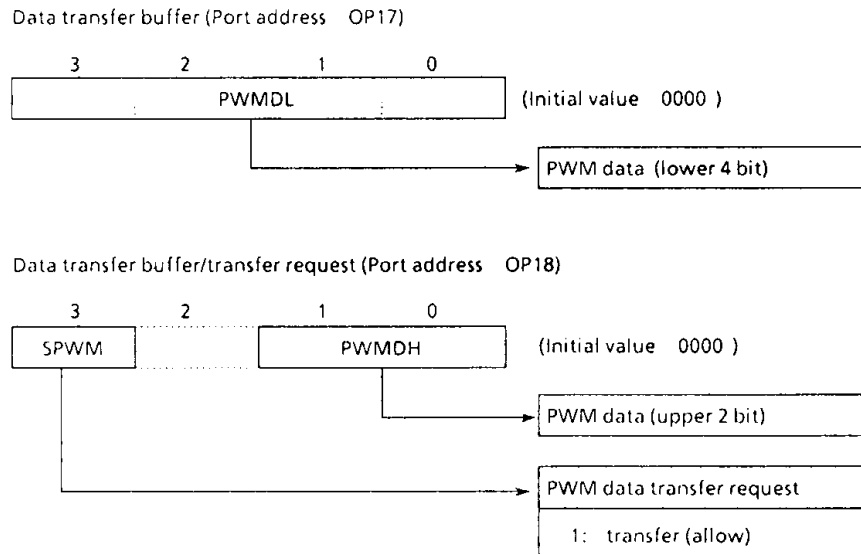 Data transfer buffer (Port address OP17)
3 2 1 0
PWMDL (Initial value 0000 )
PWM data (lower 4 bit)
Data transfer buffer/transfer request (Port address OP18)
3 2 1 0
SPWM PWMDH (Initial value 0000 )
PWM data (upper 2 bit)
PWM data transfer request
1: transfer (allow)